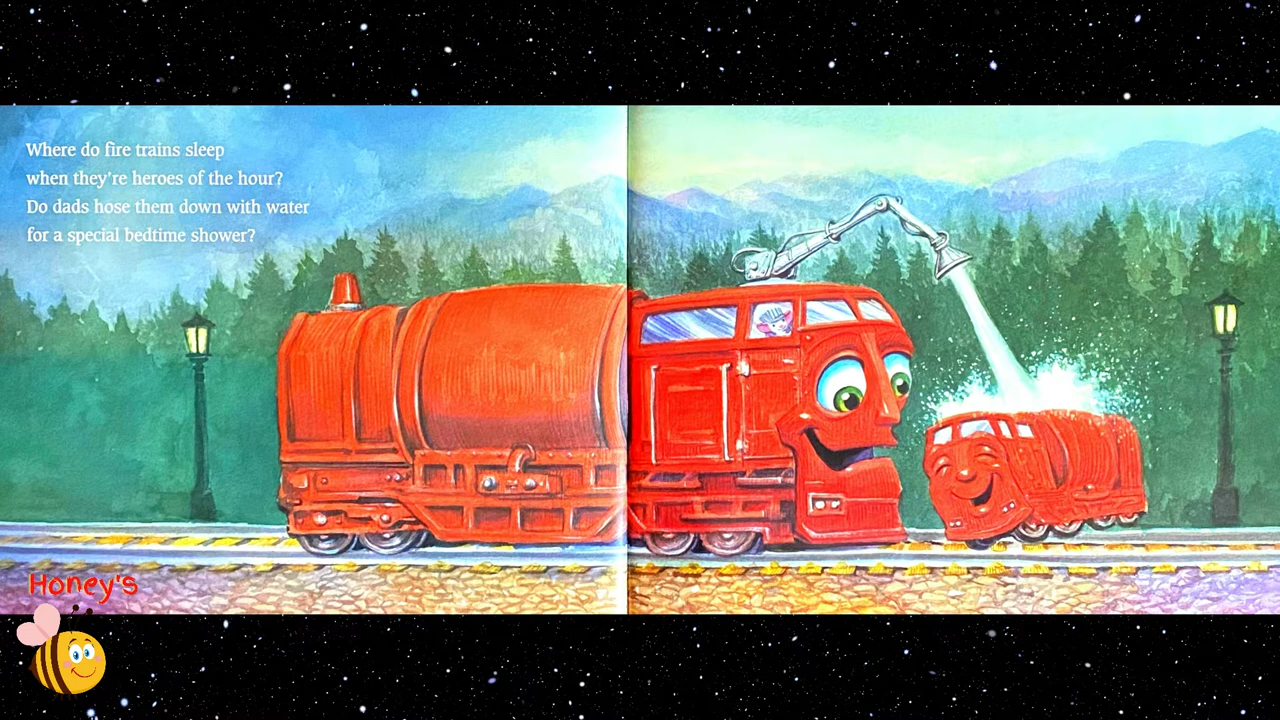 Where do fire trains sleep
when they're heroes of the hour?
Do dads hose them down with water
for a special bedtime shower?
Honey's